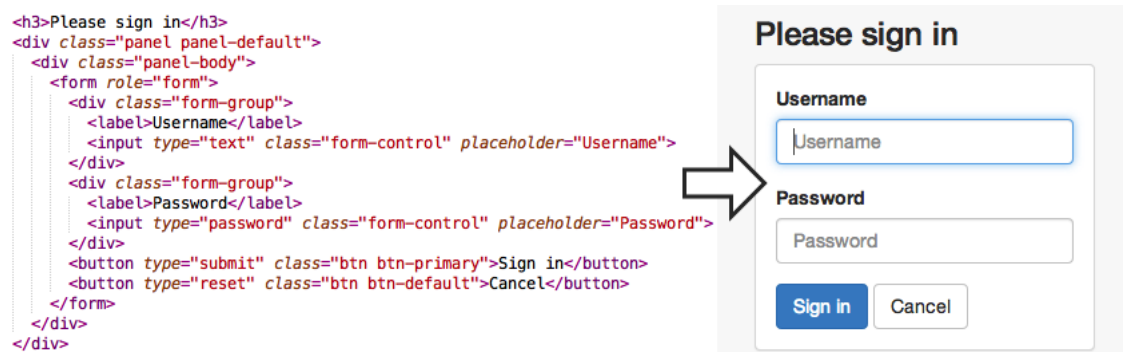 <h3>Please sign in</h3>
<div class="panel panel-default">
  <div class="panel-body">
    <form role="form">
      <div class="form-group">
        <label>Username</label>
        <input type="text" class="form-control" placeholder="Username">
      </div>
      <div class="form-group">
        <label>Password</label>
        <input type="password" class="form-control" placeholder="Password">
      </div>
      <button type="submit" class="btn btn-primary">Sign in</button>
      <button type="reset" class="btn btn-default">Cancel</button>
    </form>
  </div>
</div>
Please sign in
Username
Username
Password
Password
Sign in Cancel